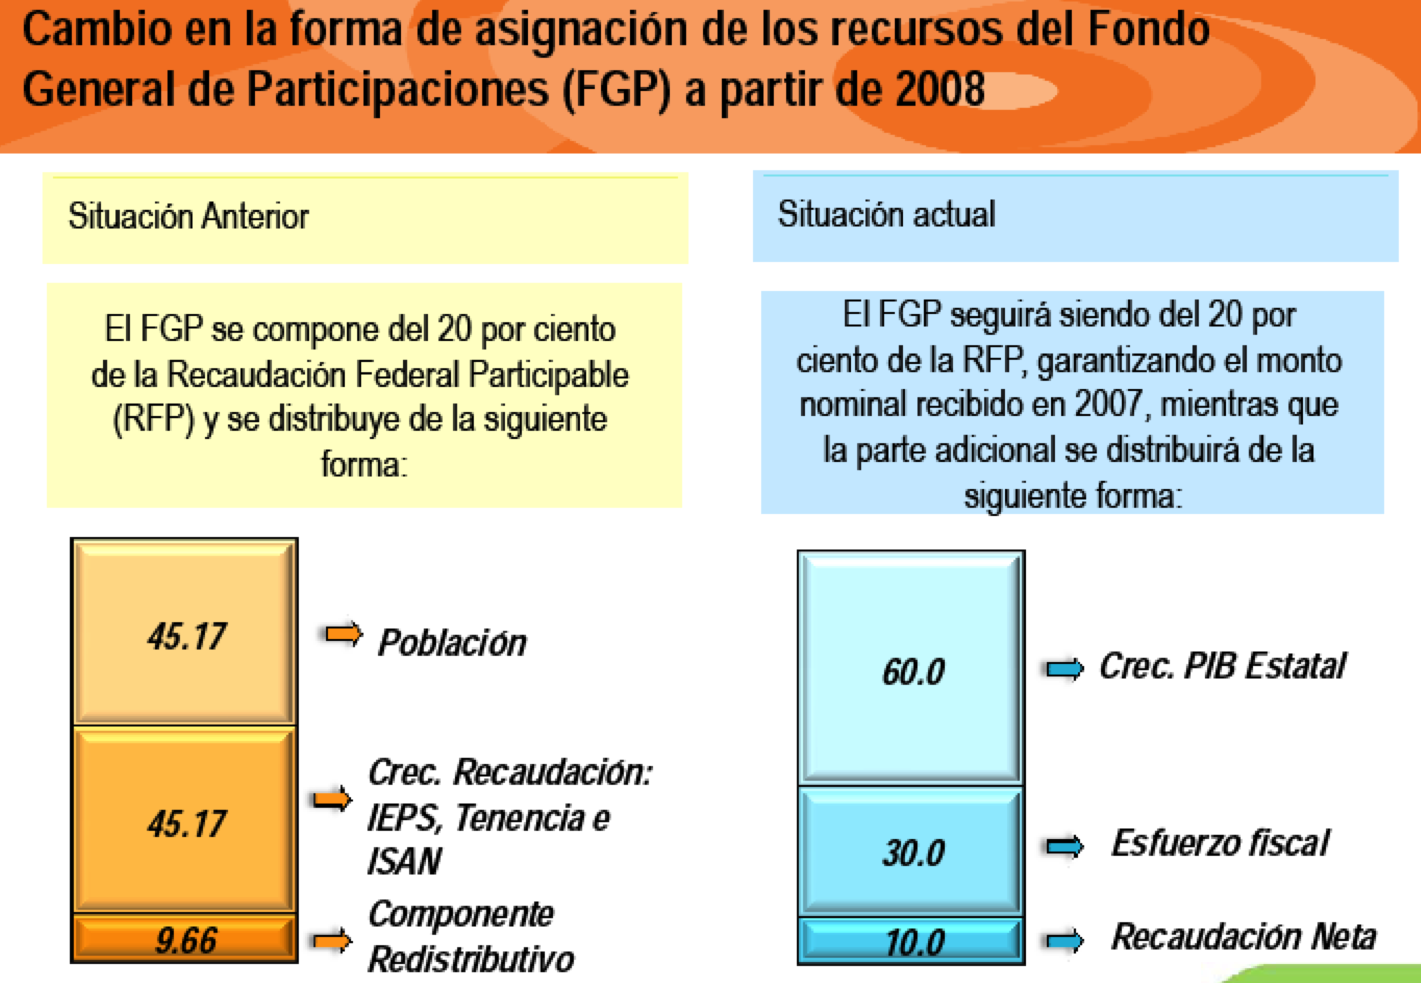 Cambio en la forma de asignación de los recursos del Fondo
General de Participaciones (FGP) a partir de 2008
Situación Anterior
El FGP se compone del 20 por ciento
de la Recaudación Federal Participable
(RFP) y se distribuye de la siguiente
forma:
45.17
Población
45.17
Crec. Recaudación:
IEPS, Tenencia e
ISAN
9.66
Componente
Redistributivo
Situación actual
El FGP seguirá siendo del 20 por
ciento de la RFP, garantizando el monto
nominal recibido en 2007, mientras que
la parte adicional se distribuirá de la
siguiente forma:
60.0
Crec. PIB Estatal
30.0
Esfuerzo fiscal
10.0
Recaudación Neta